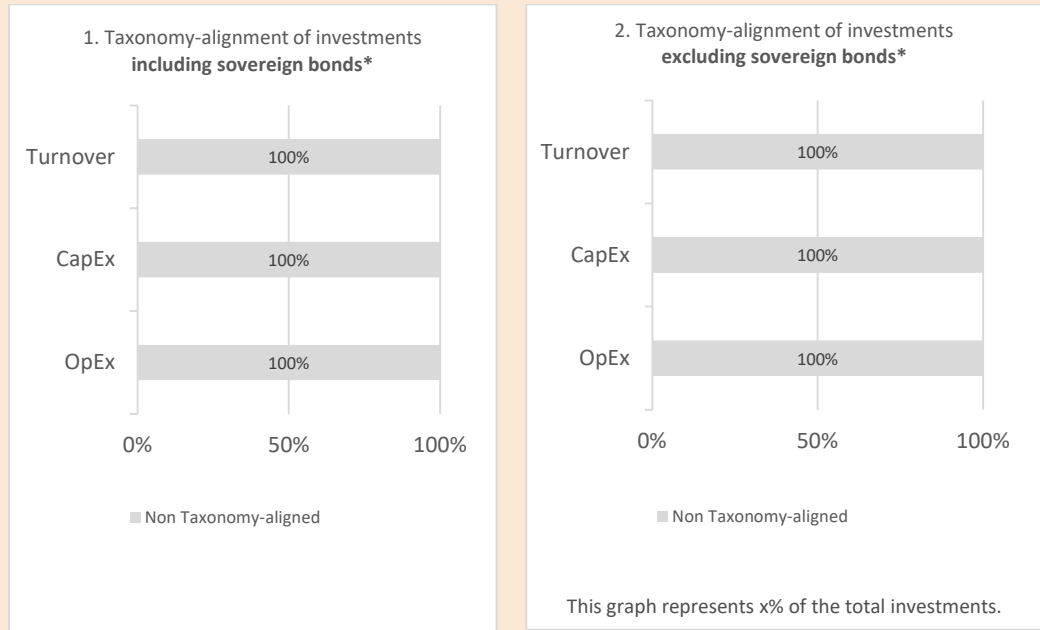 1. Taxonomy-alignment of investments
including sovereign bonds*
Turnover
100%
CapEx
100%
OpEx
100%
0%
50%
100%
Non Taxonomy-aligned
2. Taxonomy-alignment of investments
excluding sovereign bonds*
Turnover
100%
CapEx
100%
OpEx
100%
0%
50%
100%
Non Taxonomy-aligned
This graph represents x% of the total investments.